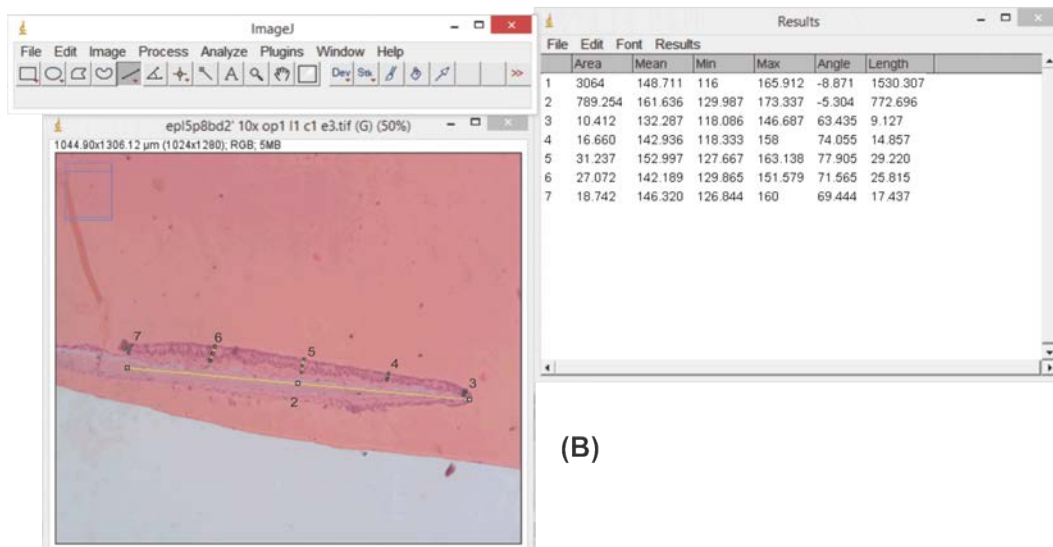 ImageJ
File Edit Image Process Analyze Plugins Window Help
A Dev Stk >>
epl5p8bd2' 10x op1 l1 c1 e3.tif (G) (50%)
1044.90x1306.12 µm (1024x1280); RGB; 5MB
7
6
5
4
3
2
Results
File Edit Font Results
Area Mean Min Max Angle Length
1 3064 148.711 116 165.912 -8.871 1530.307
2 789.254 161.636 129.987 173.337 -5.304 772.696
3 10.412 132.287 118.086 146.687 63.435 9.127
4 16.660 142.936 118.333 158 74.055 14.857
5 31.237 152.997 127.667 163.138 77.905 29.220
6 27.072 142.189 129.865 151.579 71.565 25.815
7 18.742 146.320 126.844 160 69.444 17.437
(B)